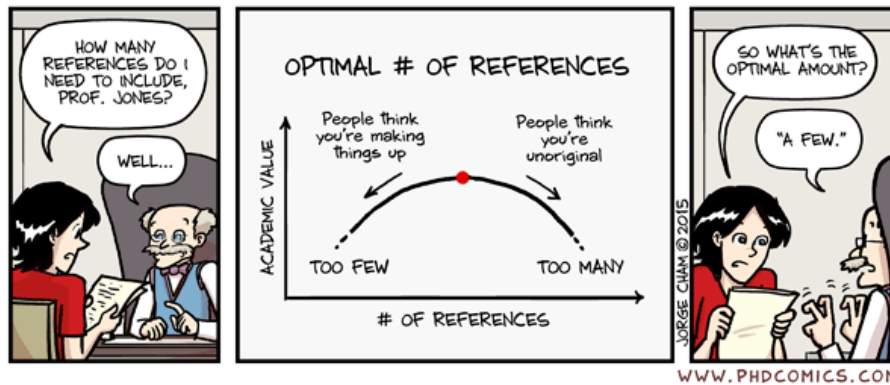 HOW MANY
REFERENCES DO I
NEED TO INCLUDE,
PROF. JONES?
WELL...
OPTIMAL # OF REFERENCES
People think
you're making
things up
People think
you're
unoriginal
ACADEMIC VALUE
TOO FEW
TOO MANY
# OF REFERENCES
JORGE CHAM © 2015
SO WHAT'S THE
OPTIMAL AMOUNT?
"A FEW."
WWW.PHDCOMICS.COM